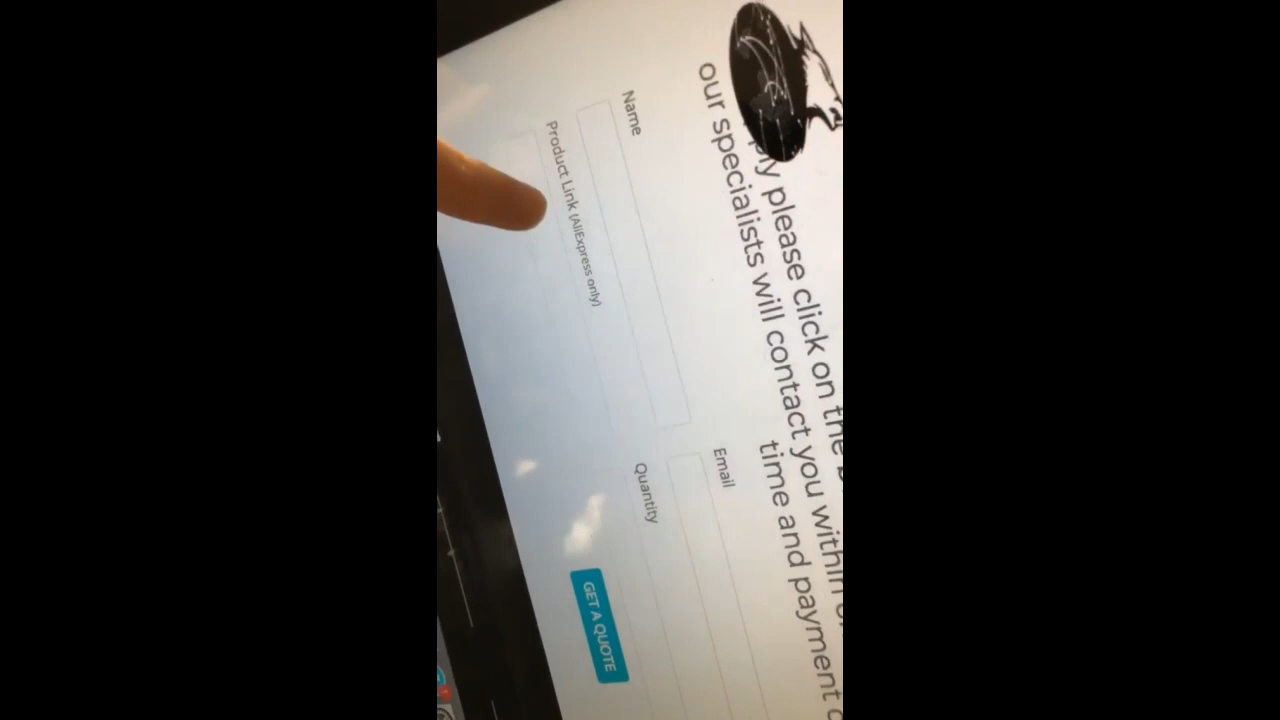 please click on the
our specialists will contact you within
time and payment
Name
Email
Product Link (AliExpress only)
Quantity
GET A QUOTE